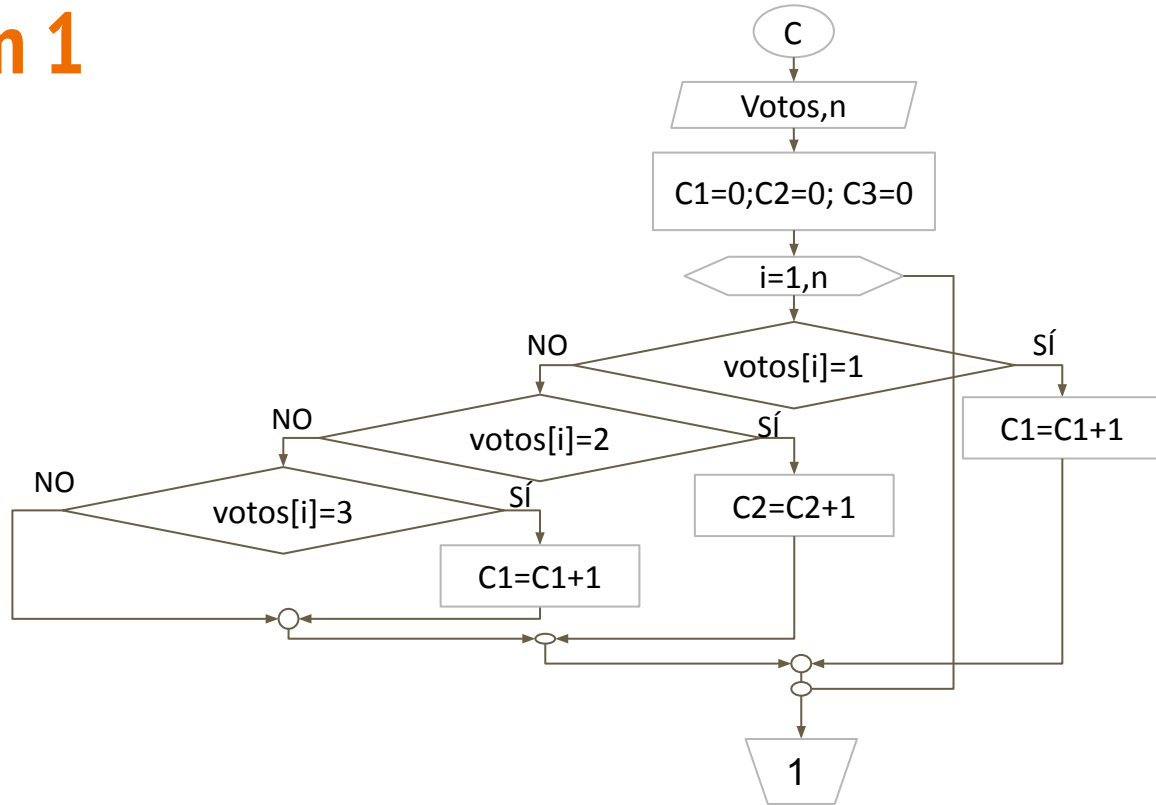 n 1
C
Votos,n
C1=0;C2=0; C3=0
i=1,n
NO
votos[i]=1
SÍ
C1=C1+1
NO
votos[i]=2
SÍ
C2=C2+1
NO
votos[i]=3
SÍ
C1=C1+1
1